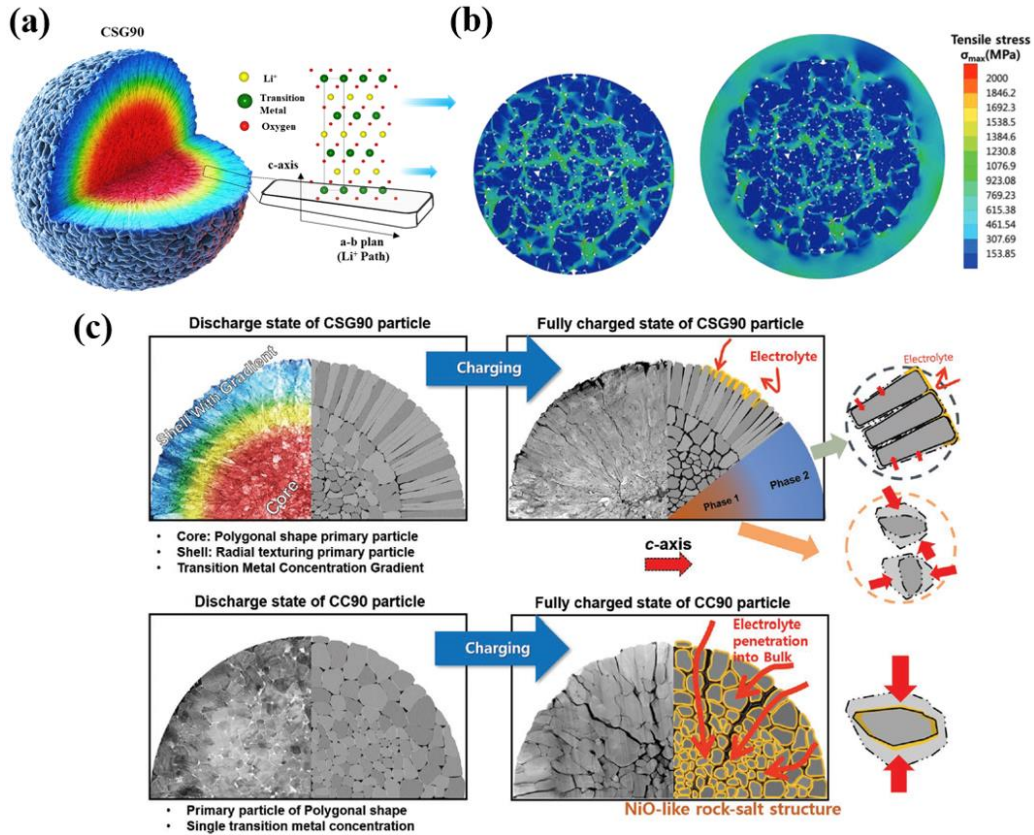 (a)
CSG90
Li⁺
Transition
Metal
Oxygen
c-axis
a-b plan
(Li⁺ Path)
(b)
Tensile stress
σmax(MPa)
2000
1846.2
1692.3
1538.5
1384.6
1230.8
1076.9
923.08
769.23
615.38
461.54
307.69
153.85
(c)
Discharge state of CSG90 particle
Shell With Gradient
Core
• Core: Polygonal shape primary particle
• Shell: Radial texturing primary particle
• Transition Metal Concentration Gradient
Charging
Fully charged state of CSG90 particle
Electrolyte
Phase 1
Phase 2
Electrolyte
c-axis
Discharge state of CC90 particle
• Primary particle of Polygonal shape
• Single transition metal concentration
Charging
Fully charged state of CC90 particle
Electrolyte
penetration
into Bulk
NiO-like rock-salt structure